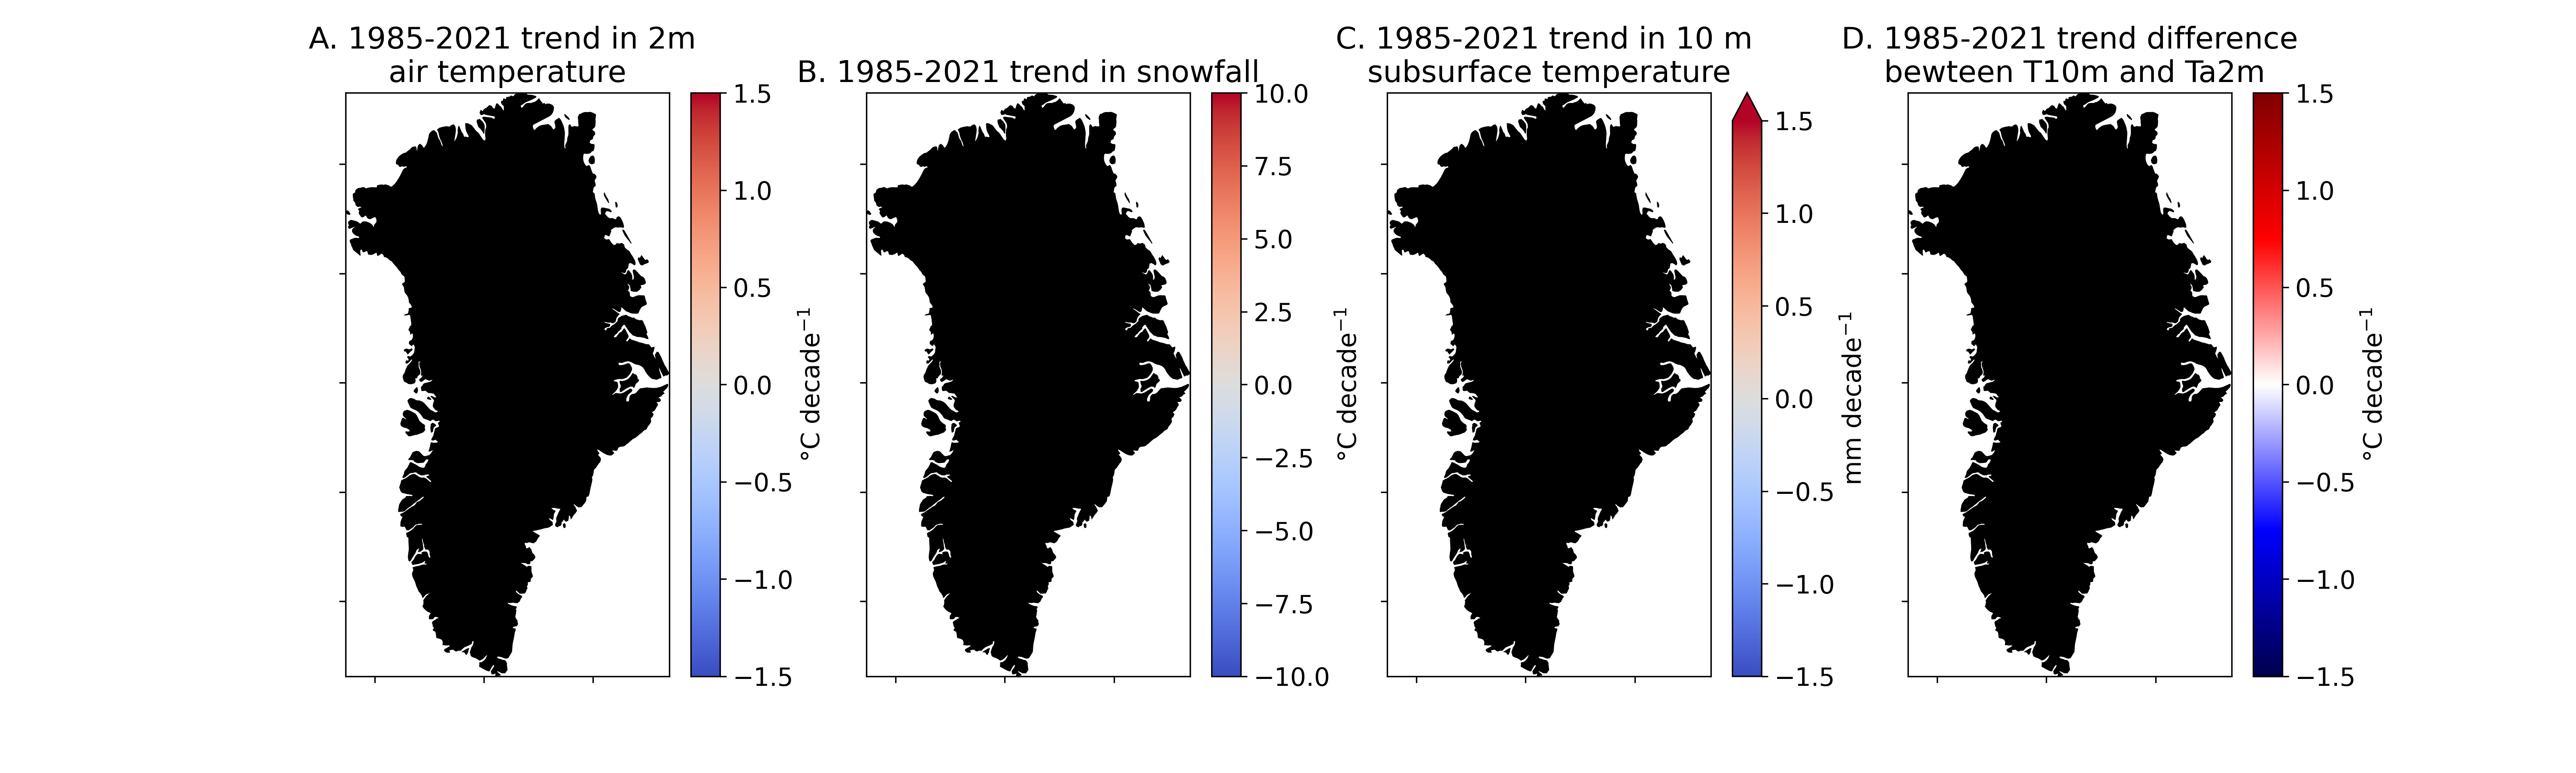 A. 1985-2021 trend in 2m
air temperature
1.5
1.0
0.5
0.0
−0.5
−1.0
−1.5
°C decade⁻¹
B. 1985-2021 trend in snowfall
10.0
7.5
5.0
2.5
0.0
−2.5
−5.0
−7.5
−10.0
°C decade⁻¹
C. 1985-2021 trend in 10 m
subsurface temperature
1.5
1.0
0.5
0.0
−0.5
−1.0
−1.5
mm decade⁻¹
D. 1985-2021 trend difference
bewteen T10m and Ta2m
1.5
1.0
0.5
0.0
−0.5
−1.0
−1.5
°C decade⁻¹